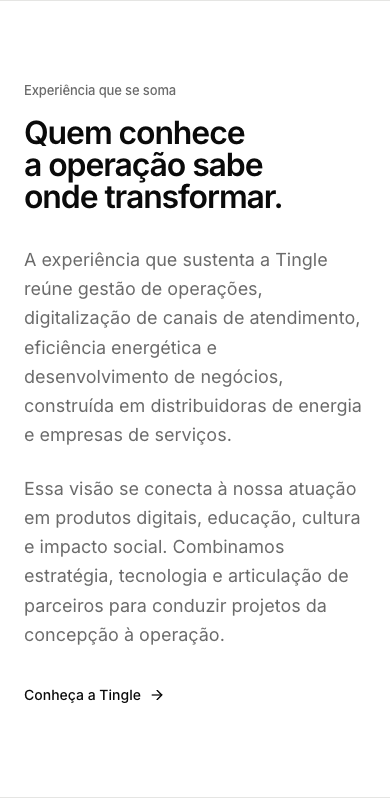 Experiência que se soma
Quem conhece
a operação sabe
onde transformar.
A experiência que sustenta a Tingle
reúne gestão de operações,
digitalização de canais de atendimento,
eficiência energética e
desenvolvimento de negócios,
construída em distribuidoras de energia
e empresas de serviços.
Essa visão se conecta à nossa atuação
em produtos digitais, educação, cultura
e impacto social. Combinamos
estratégia, tecnologia e articulação de
parceiros para conduzir projetos da
concepção à operação.
Conheça a Tingle →